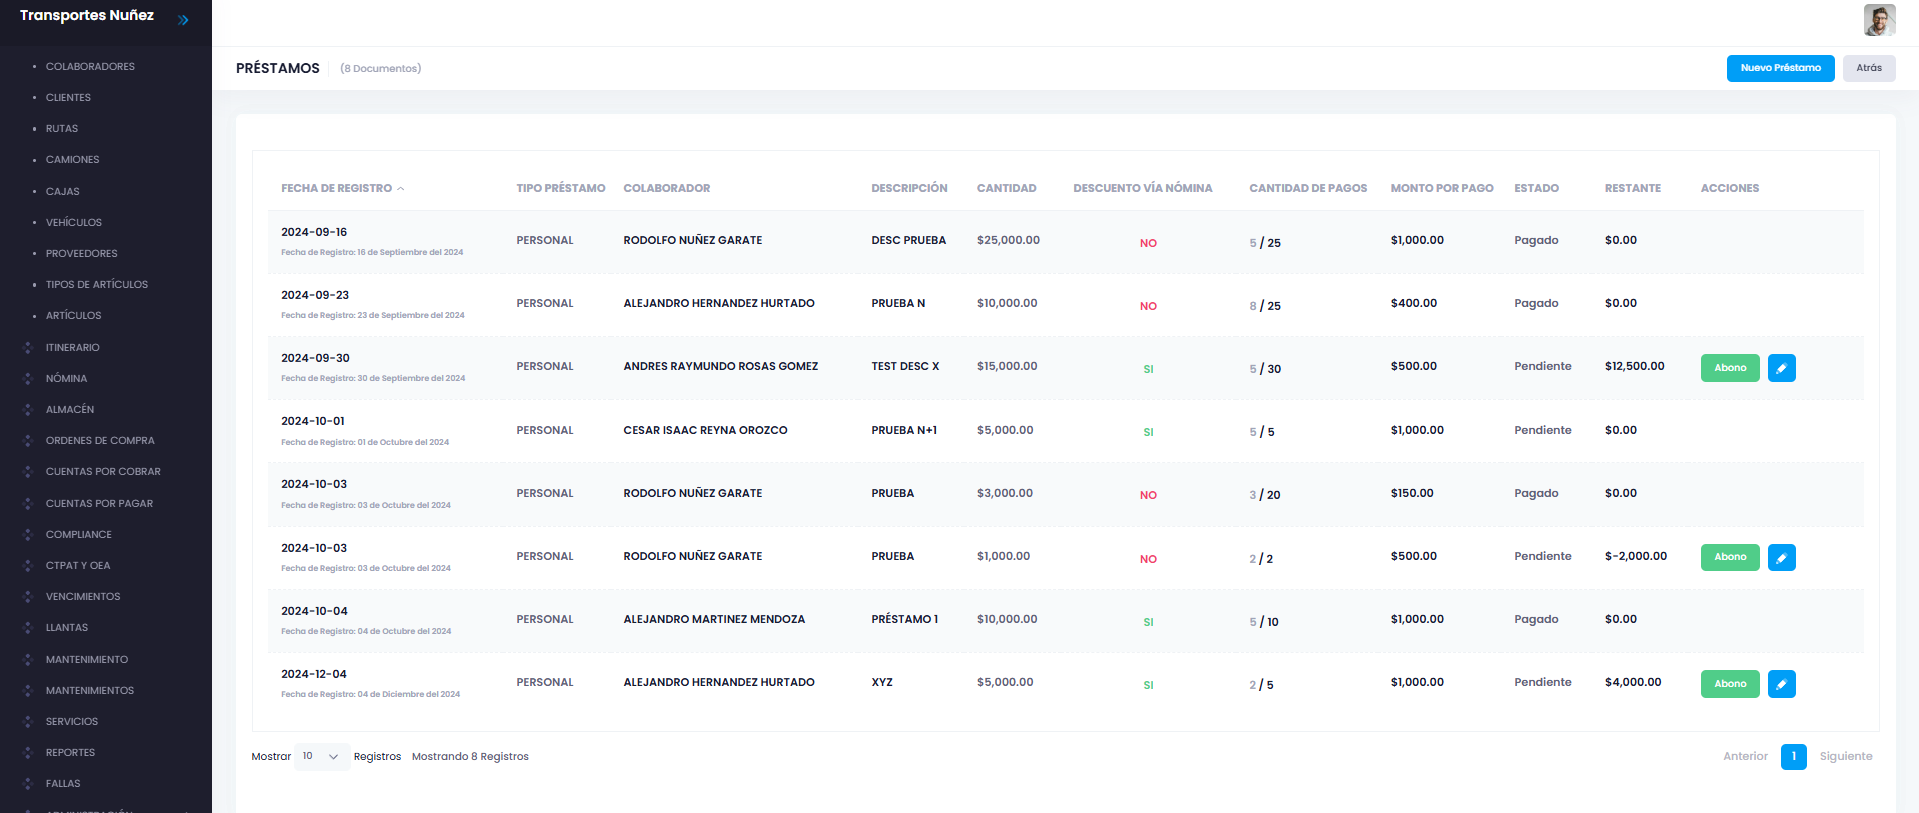 Transportes Nuñez
COLABORADORES
CLIENTES
RUTAS
CAMIONES
CAJAS
VEHÍCULOS
PROVEEDORES
TIPOS DE ARTÍCULOS
ARTÍCULOS
ITINERARIO
NÓMINA
ALMACÉN
ORDENES DE COMPRA
CUENTAS POR COBRAR
CUENTAS POR PAGAR
COMPLIANCE
CTPAT Y OEA
VENCIMIENTOS
LLANTAS
MANTENIMIENTO
MANTENIMIENTOS
SERVICIOS
REPORTES
FALLAS
PRÉSTAMOS (8 Documentos) Nuevo Préstamo Atrás
FECHA DE REGISTRO TIPO PRÉSTAMO COLABORADOR DESCRIPCIÓN CANTIDAD DESCUENTO VÍA NÓMINA CANTIDAD DE PAGOS MONTO POR PAGO ESTADO RESTANTE ACCIONES
2024-09-16
Fecha de Registro: 16 de Septiembre del 2024
PERSONAL RODOLFO NUÑEZ GARATE DESC PRUEBA $25,000.00 NO 5 / 25 $1,000.00 Pagado $0.00
2024-09-23
Fecha de Registro: 23 de Septiembre del 2024
PERSONAL ALEJANDRO HERNANDEZ HURTADO PRUEBA N $10,000.00 NO 8 / 25 $400.00 Pagado $0.00
2024-09-30
Fecha de Registro: 30 de Septiembre del 2024
PERSONAL ANDRES RAYMUNDO ROSAS GOMEZ TEST DESC X $15,000.00 SI 5 / 30 $500.00 Pendiente $12,500.00 Abono
2024-10-01
Fecha de Registro: 01 de Octubre del 2024
PERSONAL CESAR ISAAC REYNA OROZCO PRUEBA N+1 $5,000.00 SI 5 / 5 $1,000.00 Pendiente $0.00
2024-10-03
Fecha de Registro: 03 de Octubre del 2024
PERSONAL RODOLFO NUÑEZ GARATE PRUEBA $3,000.00 NO 3 / 20 $150.00 Pagado $0.00
2024-10-03
Fecha de Registro: 03 de Octubre del 2024
PERSONAL RODOLFO NUÑEZ GARATE PRUEBA $1,000.00 NO 2 / 2 $500.00 Pendiente $-2,000.00 Abono
2024-10-04
Fecha de Registro: 04 de Octubre del 2024
PERSONAL ALEJANDRO MARTINEZ MENDOZA PRÉSTAMO 1 $10,000.00 SI 5 / 10 $1,000.00 Pagado $0.00
2024-12-04
Fecha de Registro: 04 de Diciembre del 2024
PERSONAL ALEJANDRO HERNANDEZ HURTADO XYZ $5,000.00 SI 2 / 5 $1,000.00 Pendiente $4,000.00 Abono
Mostrar 10 Registros Mostrando 8 Registros Anterior 1 Siguiente